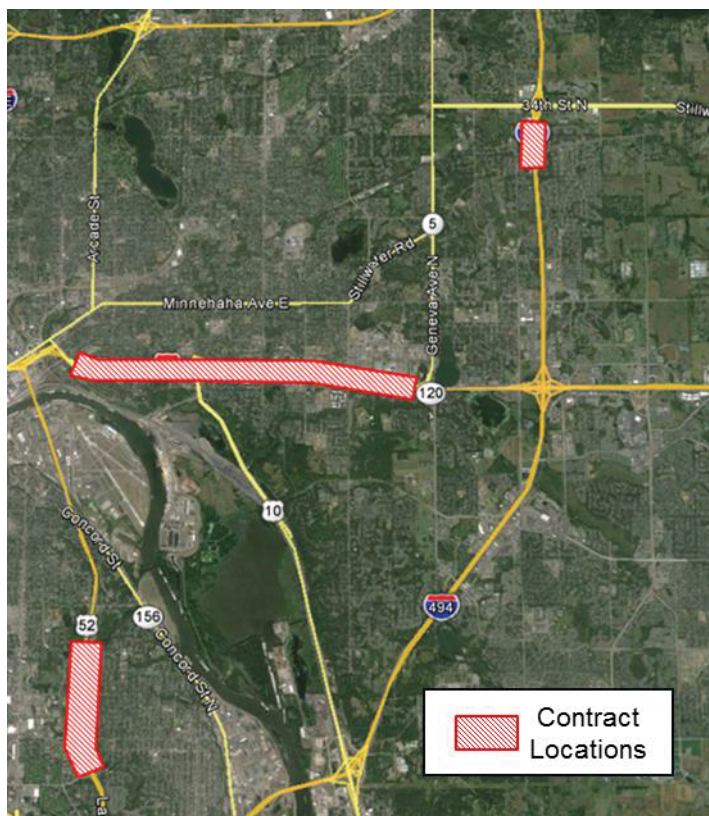 34th St N
Stillw
Arcade St
5
Stillwater Rd
Minnehaha Ave E
Geneva Ave N
120
10
Concord St
494
52
156
Concord St N
Contract
Locations
La